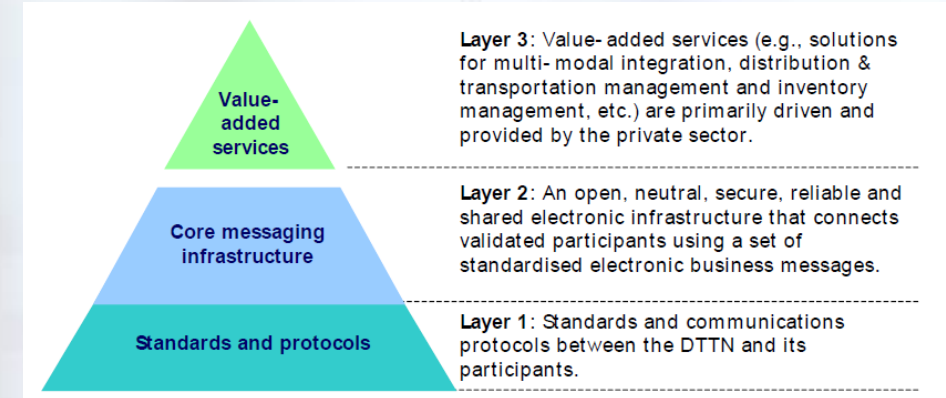 Value-
added
services
Layer 3: Value- added services (e.g., solutions
for multi- modal integration, distribution &
transportation management and inventory
management, etc.) are primarily driven and
provided by the private sector.
Core messaging
infrastructure
Layer 2: An open, neutral, secure, reliable and
shared electronic infrastructure that connects
validated participants using a set of
standardised electronic business messages.
Standards and protocols
Layer 1: Standards and communications
protocols between the DTTN and its
participants.